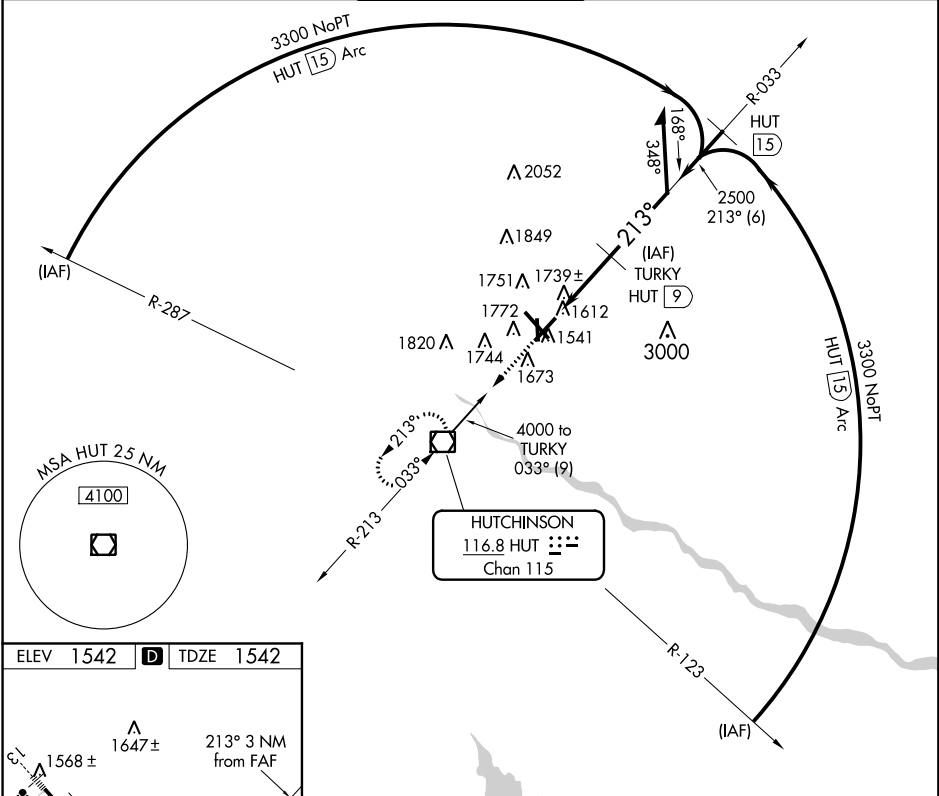 3300 NoPT
HUT 15 Arc
R-033
HUT
15
168°
348°
2052
2500
213° (6)
213°
1849
(IAF)
TURKY
HUT 9
(IAF)
R-287
1751
1739±
1772
1612
1820
1744
1541
1673
3000
3300 NoPT
HUT 15 Arc
213°
033°
4000 to
TURKY
033° (9)
MSA HUT 25 NM
4100
R-213
HUTCHINSON
116.8 HUT
Chan 115
R-123
(IAF)
ELEV 1542 D TDZE 1542
1647±
213° 3 NM
from FAF
13
1568 ±